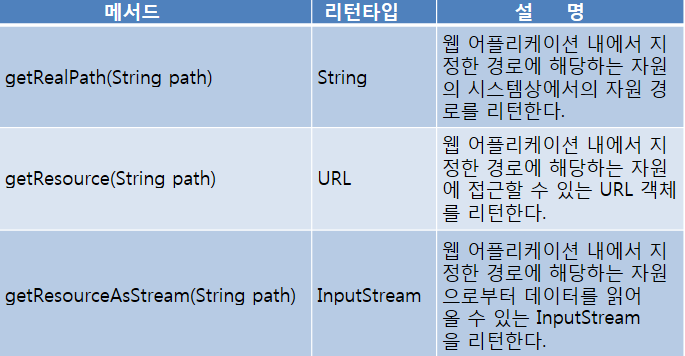 메서드 리턴타입 설 명
getRealPath(String path) String 웹 어플리케이션 내에서 지
정한 경로에 해당하는 자원
의 시스템상에서의 자원 경
로를 리턴한다.
getResource(String path) URL 웹 어플리케이션 내에서 지
정한 경로에 해당하는 자원
에 접근할 수 있는 URL 객체
를 리턴한다.
getResourceAsStream(String path) InputStream 웹 어플리케이션 내에서 지
정한 경로에 해당하는 자원
으로부터 데이터를 읽어
올 수 있는 InputStream
을 리턴한다.